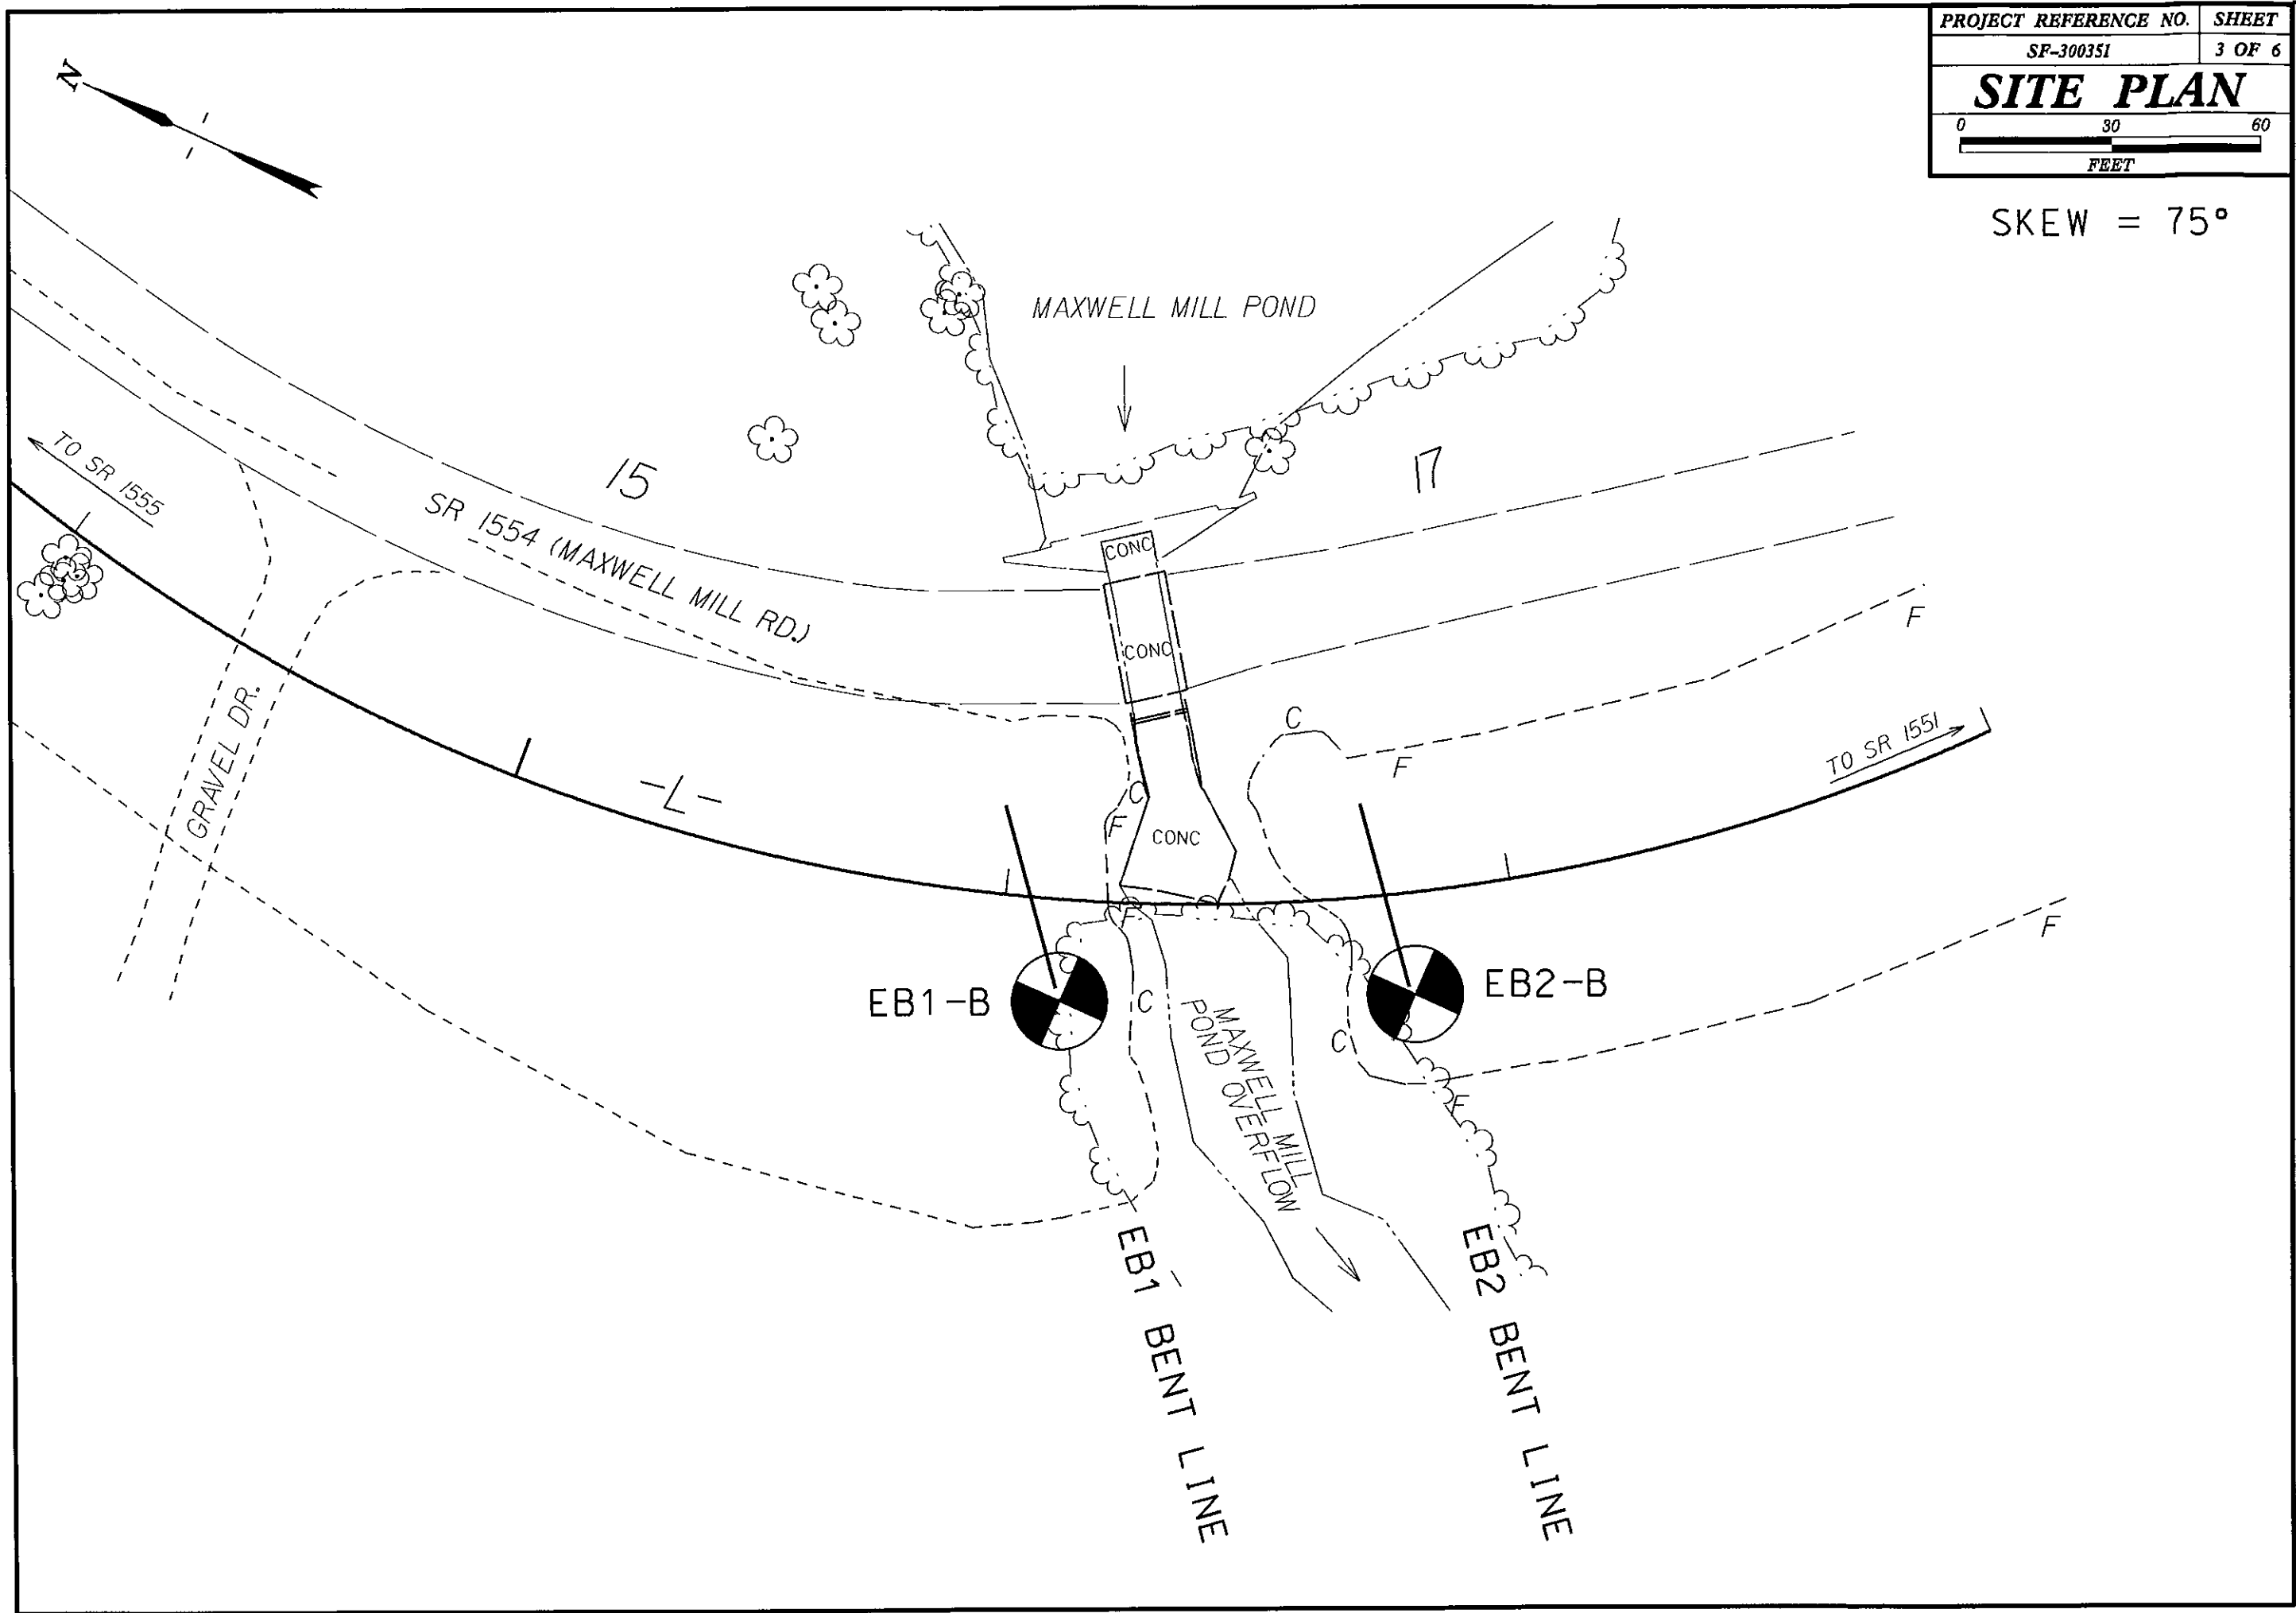 PROJECT REFERENCE NO. SHEET
SF-300351 3 OF 6
SITE PLAN
0 30 60
FEET
SKEW = 75°
N
MAXWELL MILL POND
TO SR 1555
15
17
SR 1554 (MAXWELL MILL RD.)
CONC
CONC
F
C
F
TO SR 1551
GRAVEL DR.
-L-
C
F
CONC
F
F
EB1-B
C
EB2-B
C
MAXWELL MILL
POND OVERFLOW
F
EB1 BENT LINE
EB2 BENT LINE